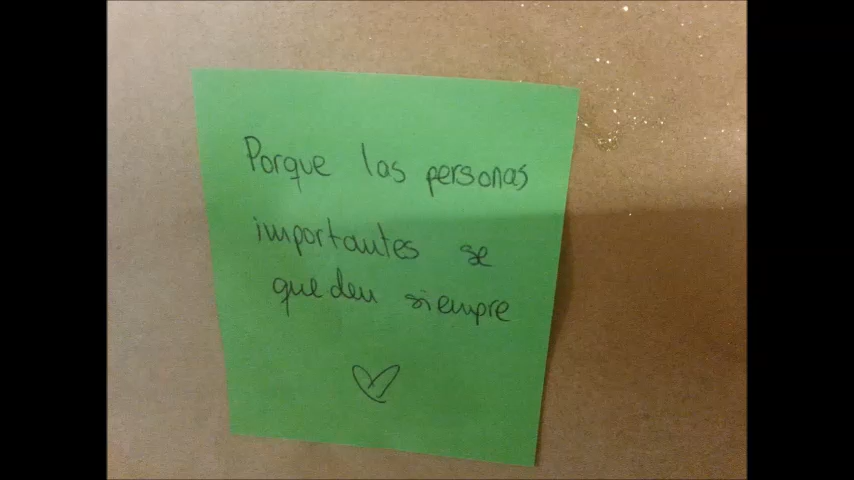 Porque las personas
importantes se
queden siempre